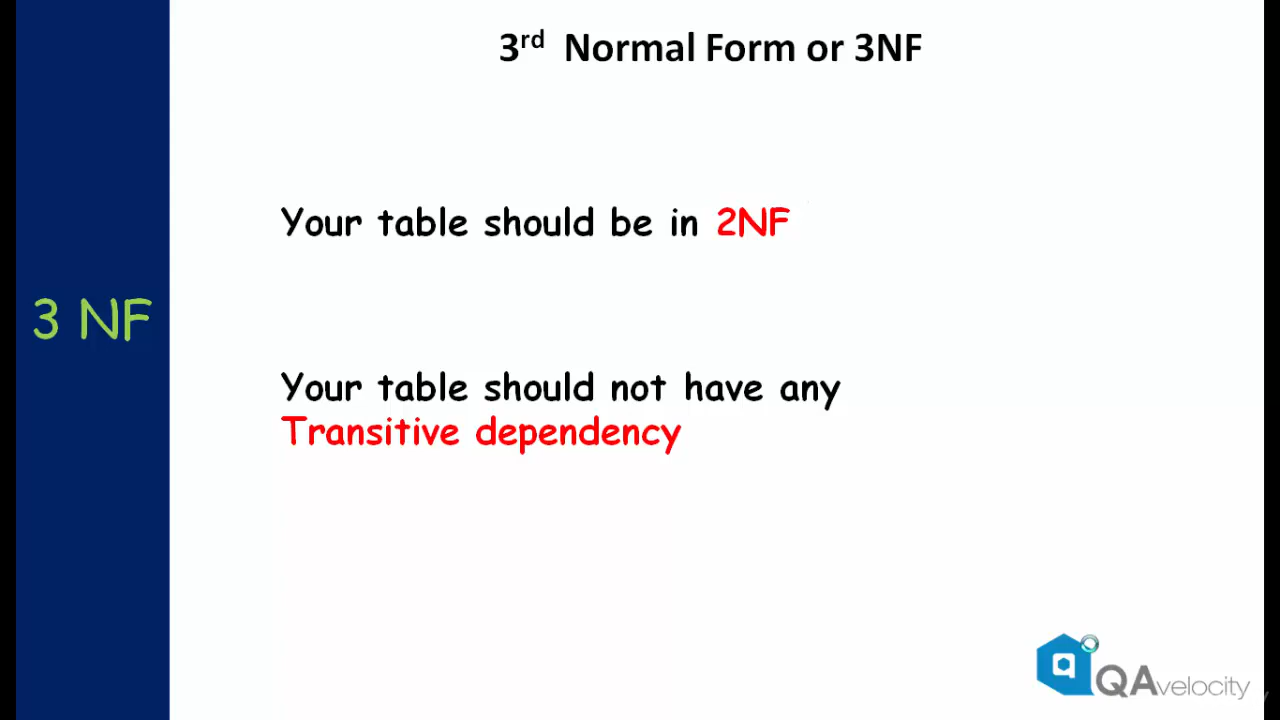 3rd Normal Form or 3NF
Your table should be in 2NF
3 NF
Your table should not have any
Transitive dependency
QAvelocity